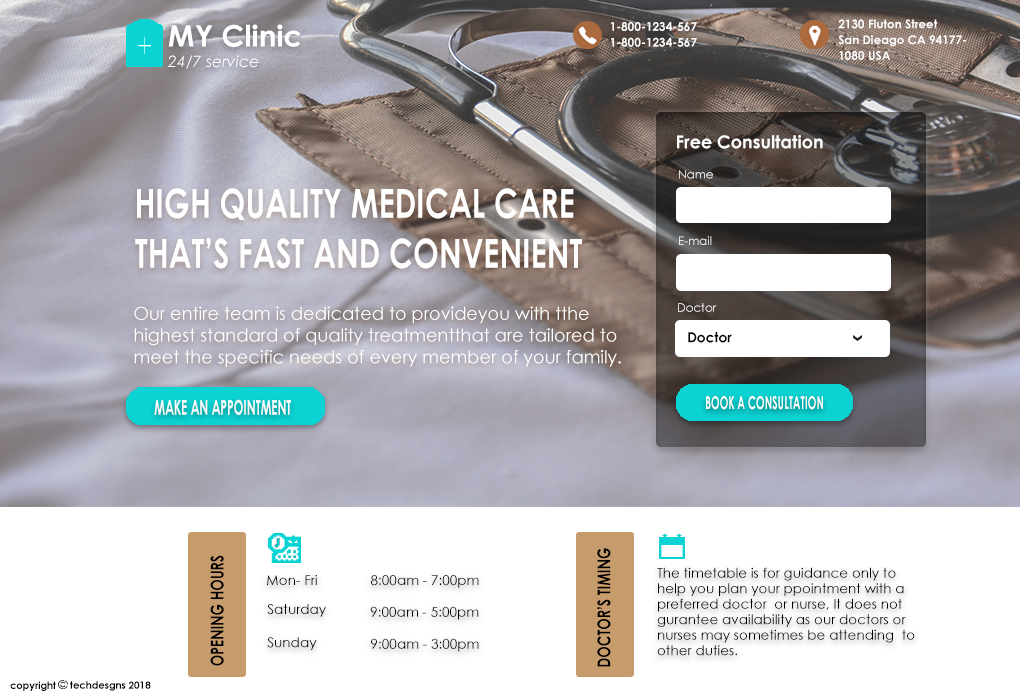 MY Clinic
24/7 service
1-800-1234-567
1-800-1234-567
2130 Fluton Street
San Dieago CA 94177-
1080 USA
HIGH QUALITY MEDICAL CARE
THAT'S FAST AND CONVENIENT
Our entire team is dedicated to provideyou with tthe
highest standard of quality treatmentthat are tailored to
meet the specific needs of every member of your family.
MAKE AN APPOINTMENT
Free Consultation
Name
E-mail
Doctor
Doctor
BOOK A CONSULTATION
OPENING HOURS
Mon- Fri 8:00am - 7:00pm
Saturday 9:00am - 5:00pm
Sunday 9:00am - 3:00pm
DOCTOR'S TIMING
The timetable is for guidance only to
help you plan your ppointment with a
preferred doctor or nurse, It does not
gurantee availability as our doctors or
nurses may sometimes be attending to
other duties.
copyright © techdesgns 2018